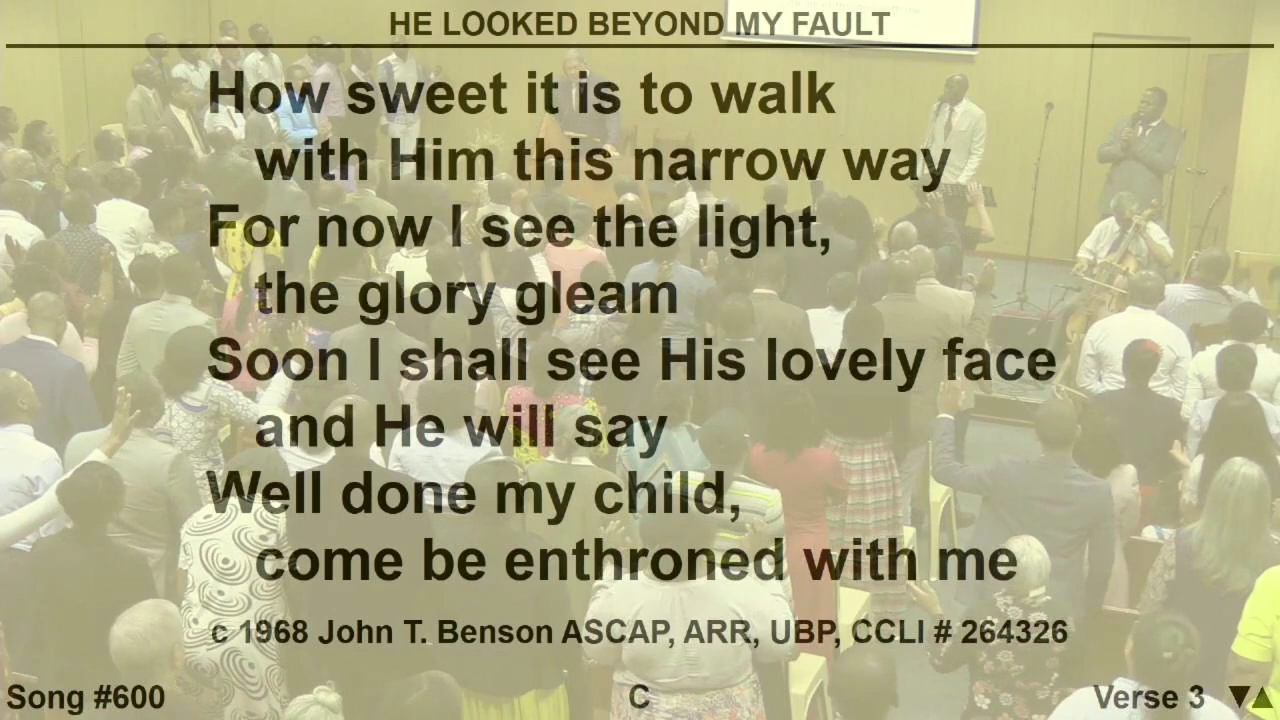 HE LOOKED BEYOND MY FAULT
How sweet it is to walk
with Him this narrow way
For now I see the light,
the glory gleam
Soon I shall see His lovely face
and He will say
Well done my child,
come be enthroned with me
c 1968 John T. Benson ASCAP, ARR, UBP, CCLI # 264326
Song #600
C
Verse 3 ▼▲